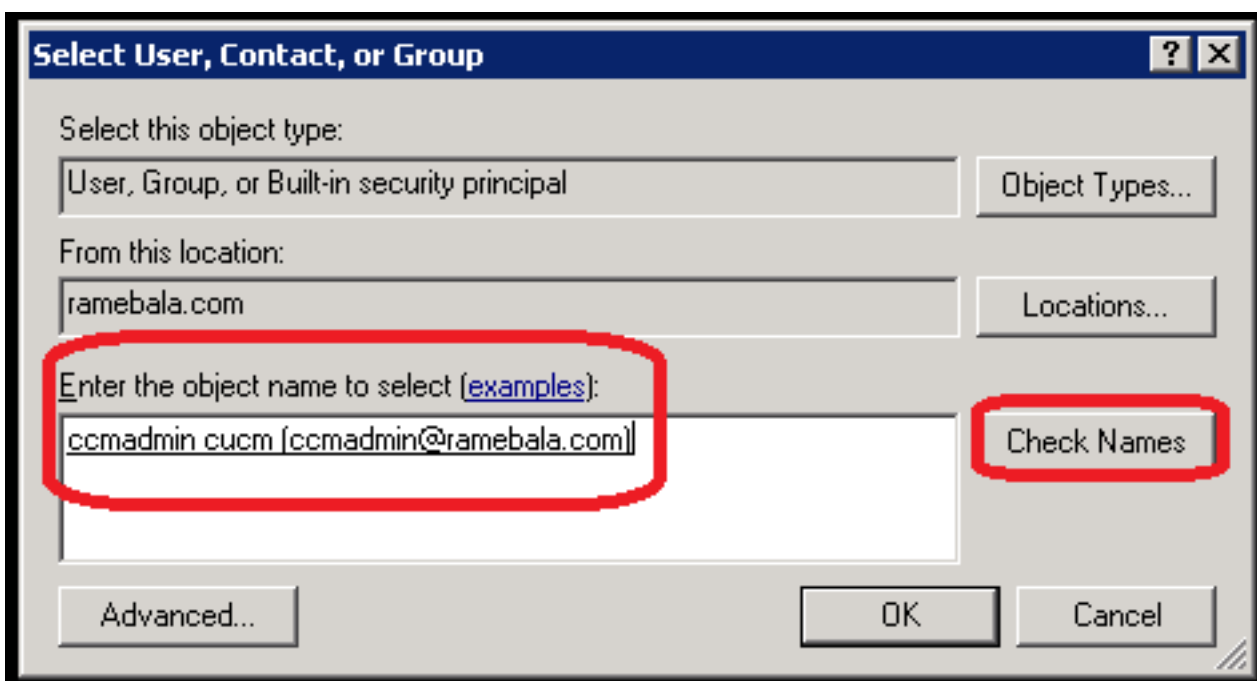 Select User, Contact, or Group
Select this object type:
User, Group, or Built-in security principal
Object Types...
From this location:
ramebala.com
Locations...
Enter the object name to select (examples):
ccmadmin cucm (ccmadmin@ramebala.com)
Check Names
Advanced...
OK
Cancel